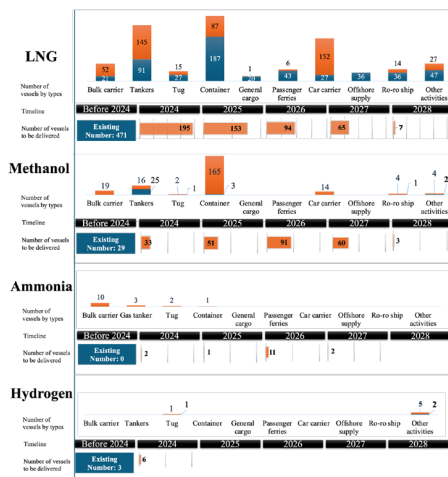 LNG
52
21
145
91
15
27
87
187
1
20
6
43
152
27
36
14
36
27
47
Number of vessels by types
Bulk carrier Tankers Tug Container General cargo Passenger ferries Car carrier Offshore supply Ro-ro ship Other activities
Timeline
Before 2024 2024 2025 2026 2027 2028
Number of vessels to be delivered
Existing Number: 471
195 153 94 65 7
Methanol
19 16 25 2 1 165 3 14 4 1 4 2
Number of vessels by types
Bulk carrier Tankers Tug Container General cargo Passenger ferries Car carrier Offshore supply Ro-ro ship Other activities
Timeline
Before 2024 2024 2025 2026 2027 2028
Number of vessels to be delivered
Existing Number: 29
33 51 91 60 3
Ammonia
10 3 2 1
Number of vessels by types
Bulk carrier Gas tanker Tug Container General cargo Passenger ferries Car carrier Offshore supply Ro-ro ship Other activities
Timeline
Before 2024 2024 2025 2026 2027 2028
Number of vessels to be delivered
Existing Number: 0
2 1 11 2
Hydrogen
1 1 5 2
Number of vessels by types
Bulk carrier Tankers Tug Container General cargo Passenger ferries Car carrier Offshore supply Ro-ro ship Other activities
Timeline
Before 2024 2024 2025 2026 2027 2028
Number of vessels to be delivered
Existing Number: 3
6